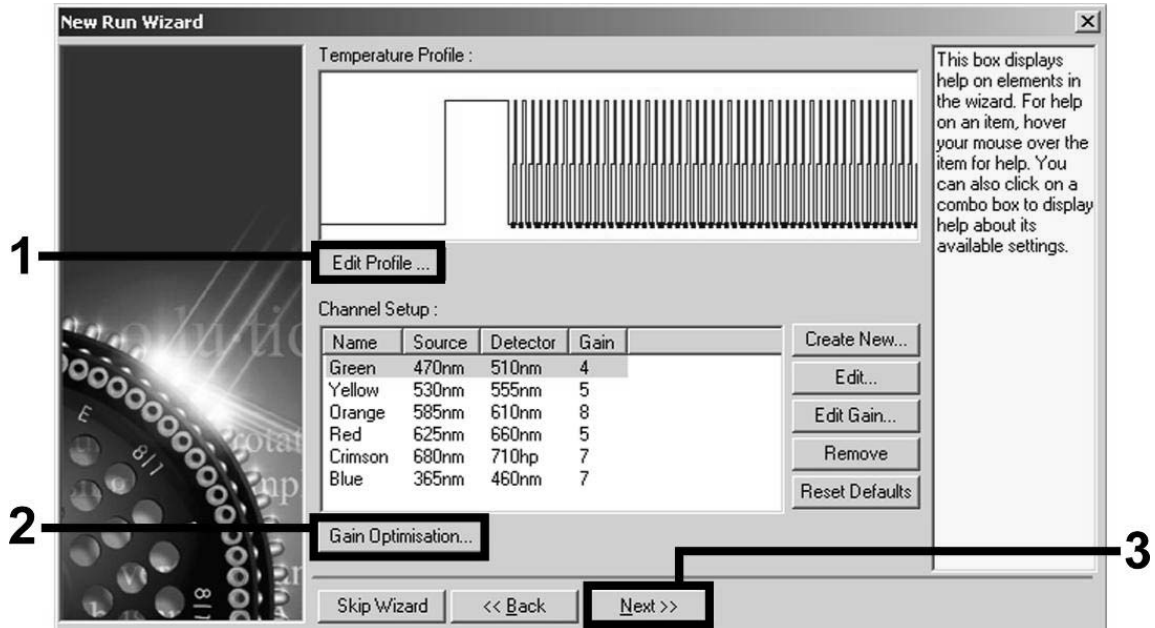 New Run Wizard
Temperature Profile :
This box displays
help on elements in
the wizard. For help
on an item, hover
your mouse over the
item for help. You
can also click on a
combo box to display
help about its
available settings.
1
Edit Profile ...
Channel Setup :
Name Source Detector Gain
Green 470nm 510nm 4
Yellow 530nm 555nm 5
Orange 585nm 610nm 8
Red 625nm 660nm 5
Crimson 680nm 710hp 7
Blue 365nm 460nm 7
Create New...
Edit...
Edit Gain...
Remove
Reset Defaults
E
8/1
8/1
2
Gain Optimisation...
3
Skip Wizard
<< Back
Next >>